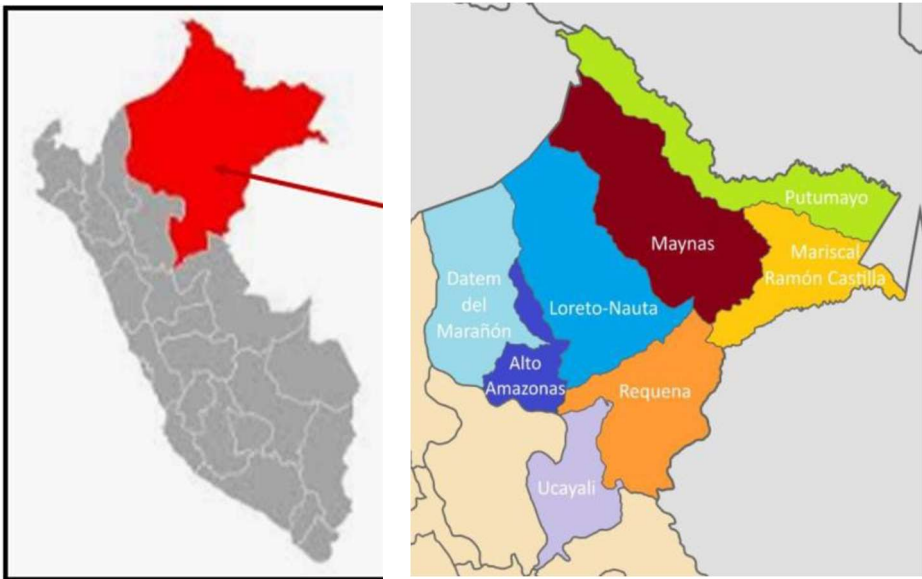 Putumayo
Maynas
Mariscal
Ramón Castilla
Datem
del
Marañón
Loreto-Nauta
Alto
Amazonas
Requena
Ucayali